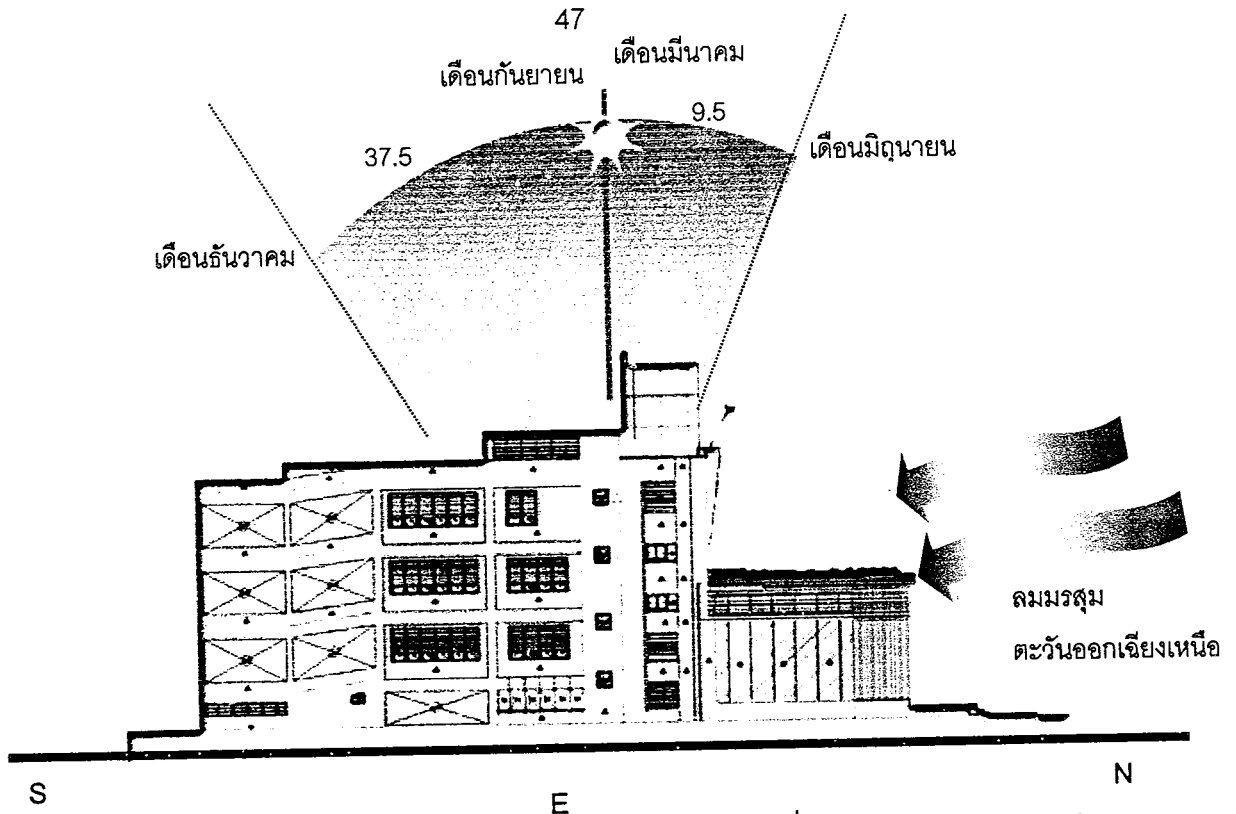 47
เดือนกันยายน
เดือนมีนาคม
37.5
9.5
เดือนมิถุนายน
เดือนธันวาคม
ลมมรสุม
ตะวันออกเฉียงเหนือ
S
E
N